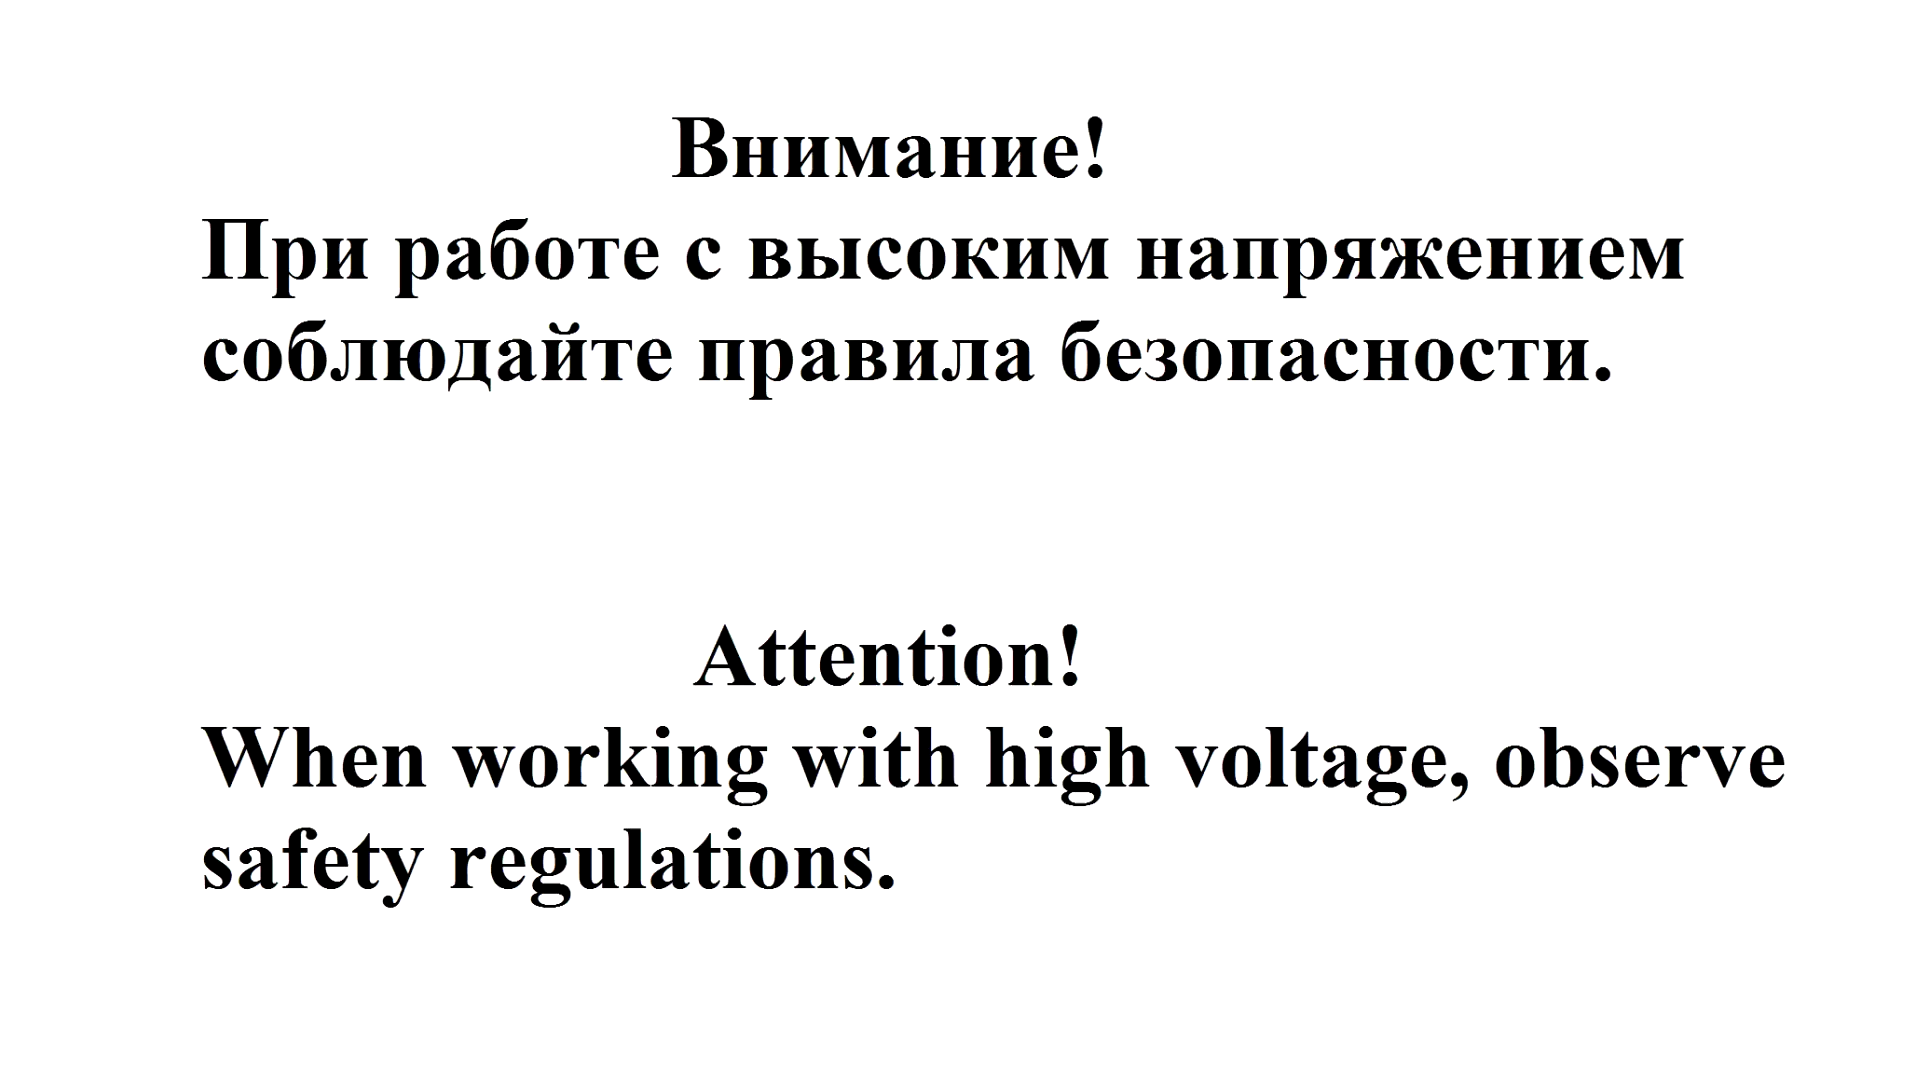 Внимание!
При работе с высоким напряжением
соблюдайте правила безопасности.
Attention!
When working with high voltage, observe
safety regulations.